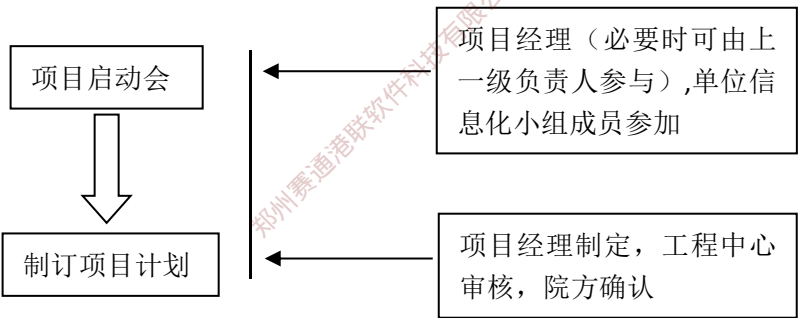 项目启动会
项目经理（必要时可由上
一级负责人参与）,单位信
息化小组成员参加
制订项目计划
项目经理制定，工程中心
审核，院方确认
郑州赛通港联软件科技有限公